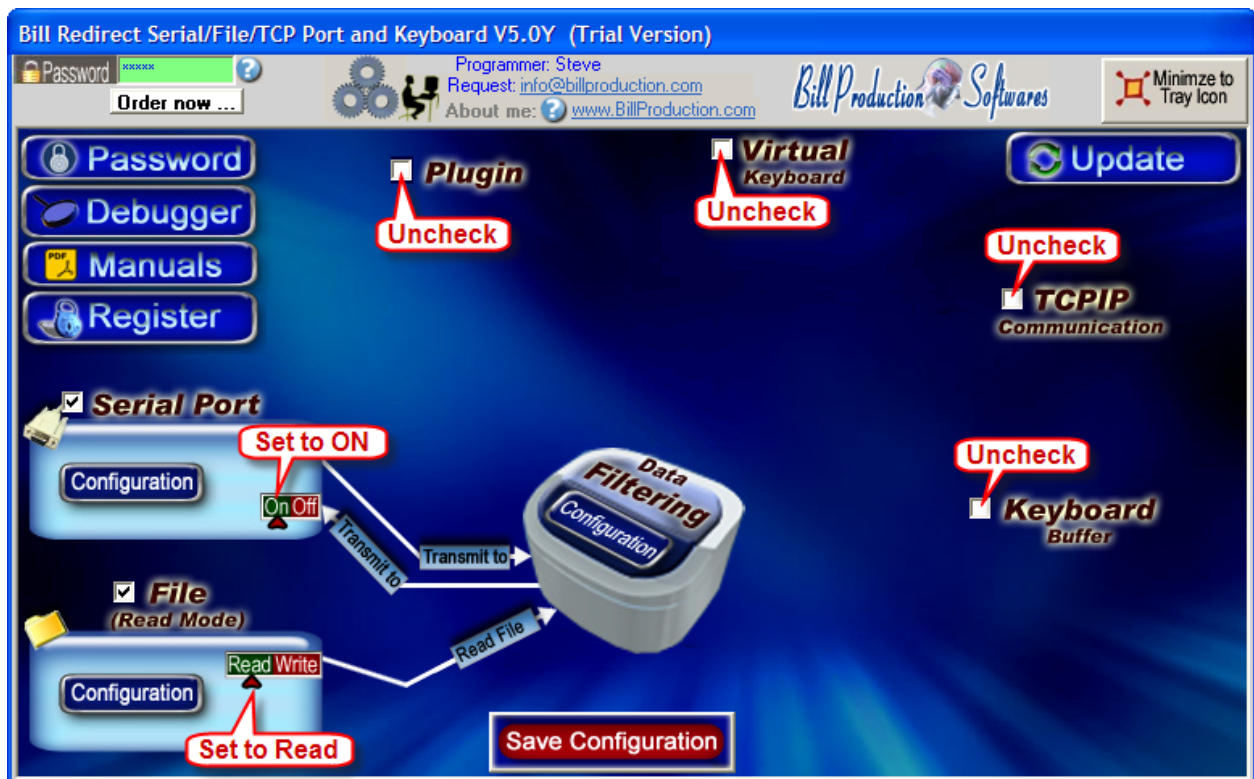 Bill Redirect Serial/File/TCP Port and Keyboard V5.0Y (Trial Version)
Password *****
Order now ...
Programmer: Steve
Request: info@billproduction.com
About me: www.BillProduction.com
Bill Production Softwares
Minimze to
Tray Icon
Password
Debugger
Manuals
Register
Plugin
Uncheck
Virtual
Keyboard
Uncheck
Update
Uncheck
TCPIP
Communication
Serial Port
Set to ON
Configuration
On Off
Transmit to
Transmit to
Data
Filtering
Configuration
Uncheck
Keyboard
Buffer
File
(Read Mode)
Read Write
Configuration
Read File
Set to Read
Save Configuration